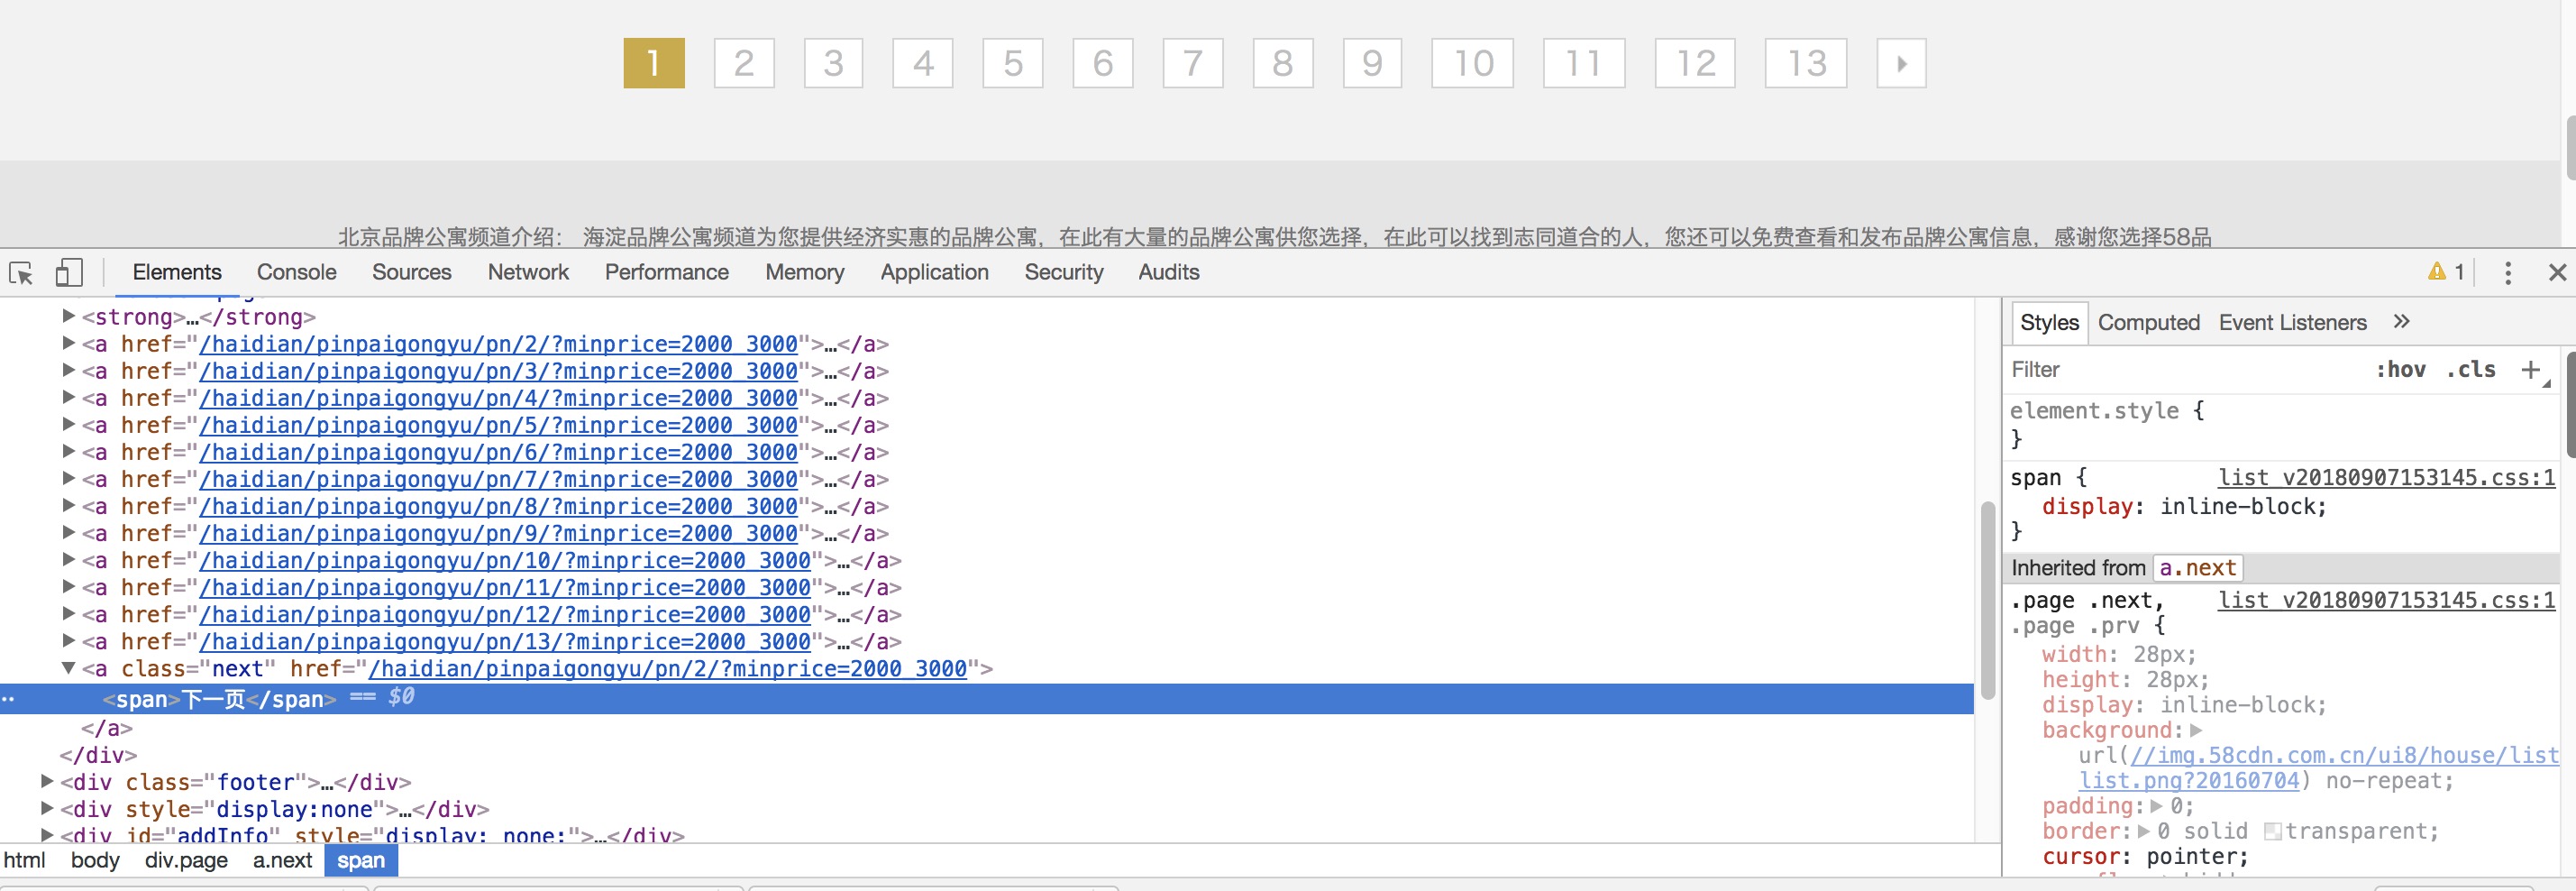 1 2 3 4 5 6 7 8 9 10 11 12 13
北京品牌公寓频道介绍： 海淀品牌公寓频道为您提供经济实惠的品牌公寓，在此有大量的品牌公寓供您选择，在此可以找到志同道合的人，您还可以免费查看和发布品牌公寓信息，感谢您选择58品
Elements Console Sources Network Performance Memory Application Security Audits 1
<strong>…</strong>
<a href="/haidian/pinpaigongyu/pn/2/?minprice=2000_3000">…</a>
<a href="/haidian/pinpaigongyu/pn/3/?minprice=2000_3000">…</a>
<a href="/haidian/pinpaigongyu/pn/4/?minprice=2000_3000">…</a>
<a href="/haidian/pinpaigongyu/pn/5/?minprice=2000_3000">…</a>
<a href="/haidian/pinpaigongyu/pn/6/?minprice=2000_3000">…</a>
<a href="/haidian/pinpaigongyu/pn/7/?minprice=2000_3000">…</a>
<a href="/haidian/pinpaigongyu/pn/8/?minprice=2000_3000">…</a>
<a href="/haidian/pinpaigongyu/pn/9/?minprice=2000_3000">…</a>
<a href="/haidian/pinpaigongyu/pn/10/?minprice=2000_3000">…</a>
<a href="/haidian/pinpaigongyu/pn/11/?minprice=2000_3000">…</a>
<a href="/haidian/pinpaigongyu/pn/12/?minprice=2000_3000">…</a>
<a href="/haidian/pinpaigongyu/pn/13/?minprice=2000_3000">…</a>
<a class="next" href="/haidian/pinpaigongyu/pn/2/?minprice=2000_3000">
<span>下一页</span> == $0
</a>
</div>
<div class="footer">…</div>
<div style="display:none">…</div>
<div id="addInfo" style="display: none;">…</div>
html body div.page a.next span
Styles Computed Event Listeners »
Filter :hov .cls +
element.style {
}
span { list_v20180907153145.css:1
display: inline-block;
}
Inherited from a.next
.page .next, list_v20180907153145.css:1
.page .prv {
width: 28px;
height: 28px;
display: inline-block;
background:
url(//img.58cdn.com.cn/ui8/house/list
list.png?20160704) no-repeat;
padding: 0;
border: 0 solid transparent;
cursor: pointer;